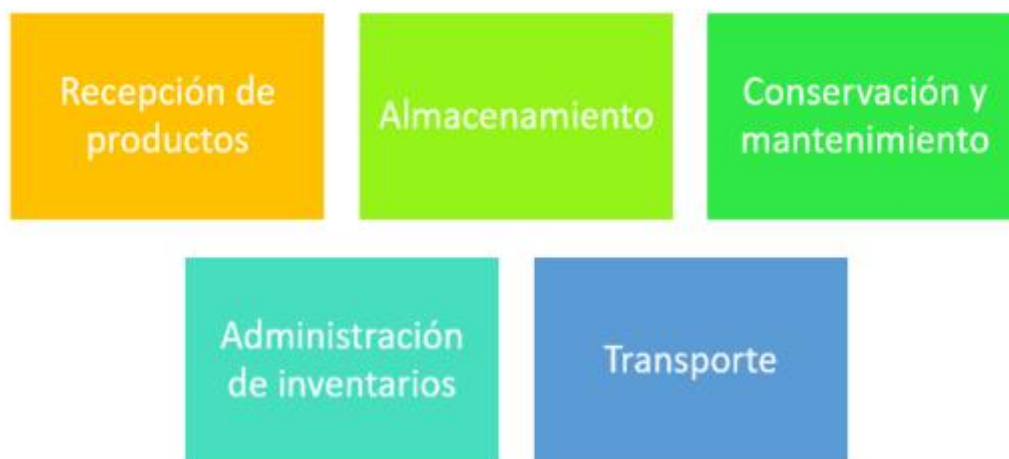 Recepción de
productos
Almacenamiento
Conservación y
mantenimiento
Administración
de inventarios
Transporte